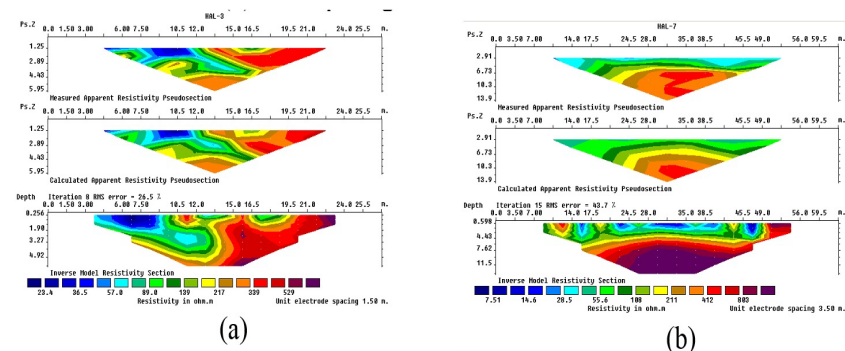 HAL-3
Ps.Z 0.0 1.50 3.00 6.00 7.50 10.5 12.0 15.0 16.5 19.5 21.0 24.0 25.5 m.
1.25
2.89
4.43
5.95
Measured Apparent Resistivity Pseudosection
Ps.Z 0.0 1.50 3.00 6.00 7.50 10.5 12.0 15.0 16.5 19.5 21.0 24.0 25.5 m.
1.25
2.89
4.43
5.95
Calculated Apparent Resistivity Pseudosection
Depth Iteration 8 RMS error = 26.5 %
0.0 1.50 3.00 6.00 7.50 10.5 12.0 15.0 16.5 19.5 21.0 24.0 25.5 m.
0.256
1.90
3.27
4.92
Inverse Model Resistivity Section
23.4 36.5 57.0 89.0 139 217 339 529
Resistivity in ohm.m Unit electrode spacing 1.50 m.
(a)
HAL-7
Ps.Z 0.0 3.50 7.00 14.0 17.5 24.5 28.0 35.0 38.5 45.5 49.0 56.0 59.5 m.
2.91
6.73
10.3
13.9
Measured Apparent Resistivity Pseudosection
Ps.Z 0.0 3.50 7.00 14.0 17.5 24.5 28.0 35.0 38.5 45.5 49.0 56.0 59.5 m.
2.91
6.73
10.3
13.9
Calculated Apparent Resistivity Pseudosection
Depth Iteration 15 RMS error = 43.7 %
0.0 3.50 7.00 14.0 17.5 24.5 28.0 35.0 38.5 45.5 49.0 56.0 59.5 m.
0.598
4.43
7.62
11.5
Inverse Model Resistivity Section
7.51 14.6 28.5 55.6 108 211 412 803
Resistivity in ohm.m Unit electrode spacing 3.50 m.
(b)